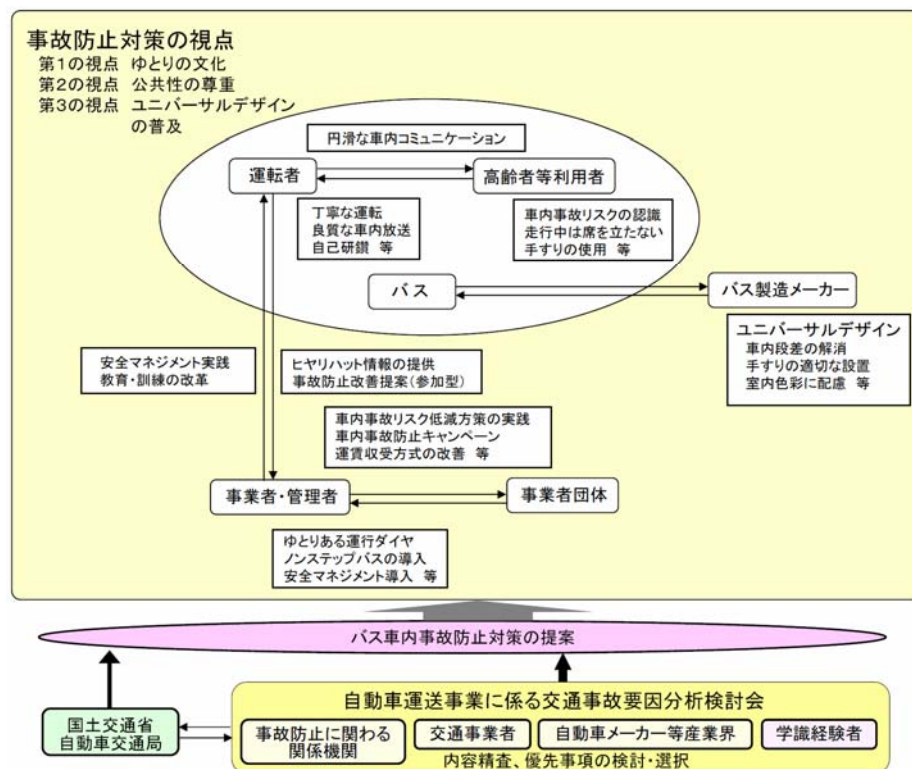 事故防止対策の視点
第1の視点 ゆとりの文化
第2の視点 公共性の尊重
第3の視点 ユニバーサルデザイン
の普及
円滑な車内コミュニケーション
運転者
高齢者等利用者
丁寧な運転
良質な車内放送
自己研鑽 等
車内事故リスクの認識
走行中は席を立たない
手すりの使用 等
バス
バス製造メーカー
ユニバーサルデザイン
車内段差の解消
手すりの適切な設置
室内色彩に配慮 等
安全マネジメント実践
教育・訓練の改革
ヒヤリハット情報の提供
事故防止改善提案(参加型)
車内事故リスク低減方策の実践
車内事故防止キャンペーン
運賃収受方式の改善 等
事業者・管理者
事業者団体
ゆとりある運行ダイヤ
ノンステップバスの導入
安全マネジメント導入 等
バス車内事故防止対策の提案
国土交通省
自動車交通局
自動車運送事業に係る交通事故要因分析検討会
事故防止に関わる
関係機関
交通事業者
自動車メーカー等産業界
学識経験者
内容精査、優先事項の検討・選択